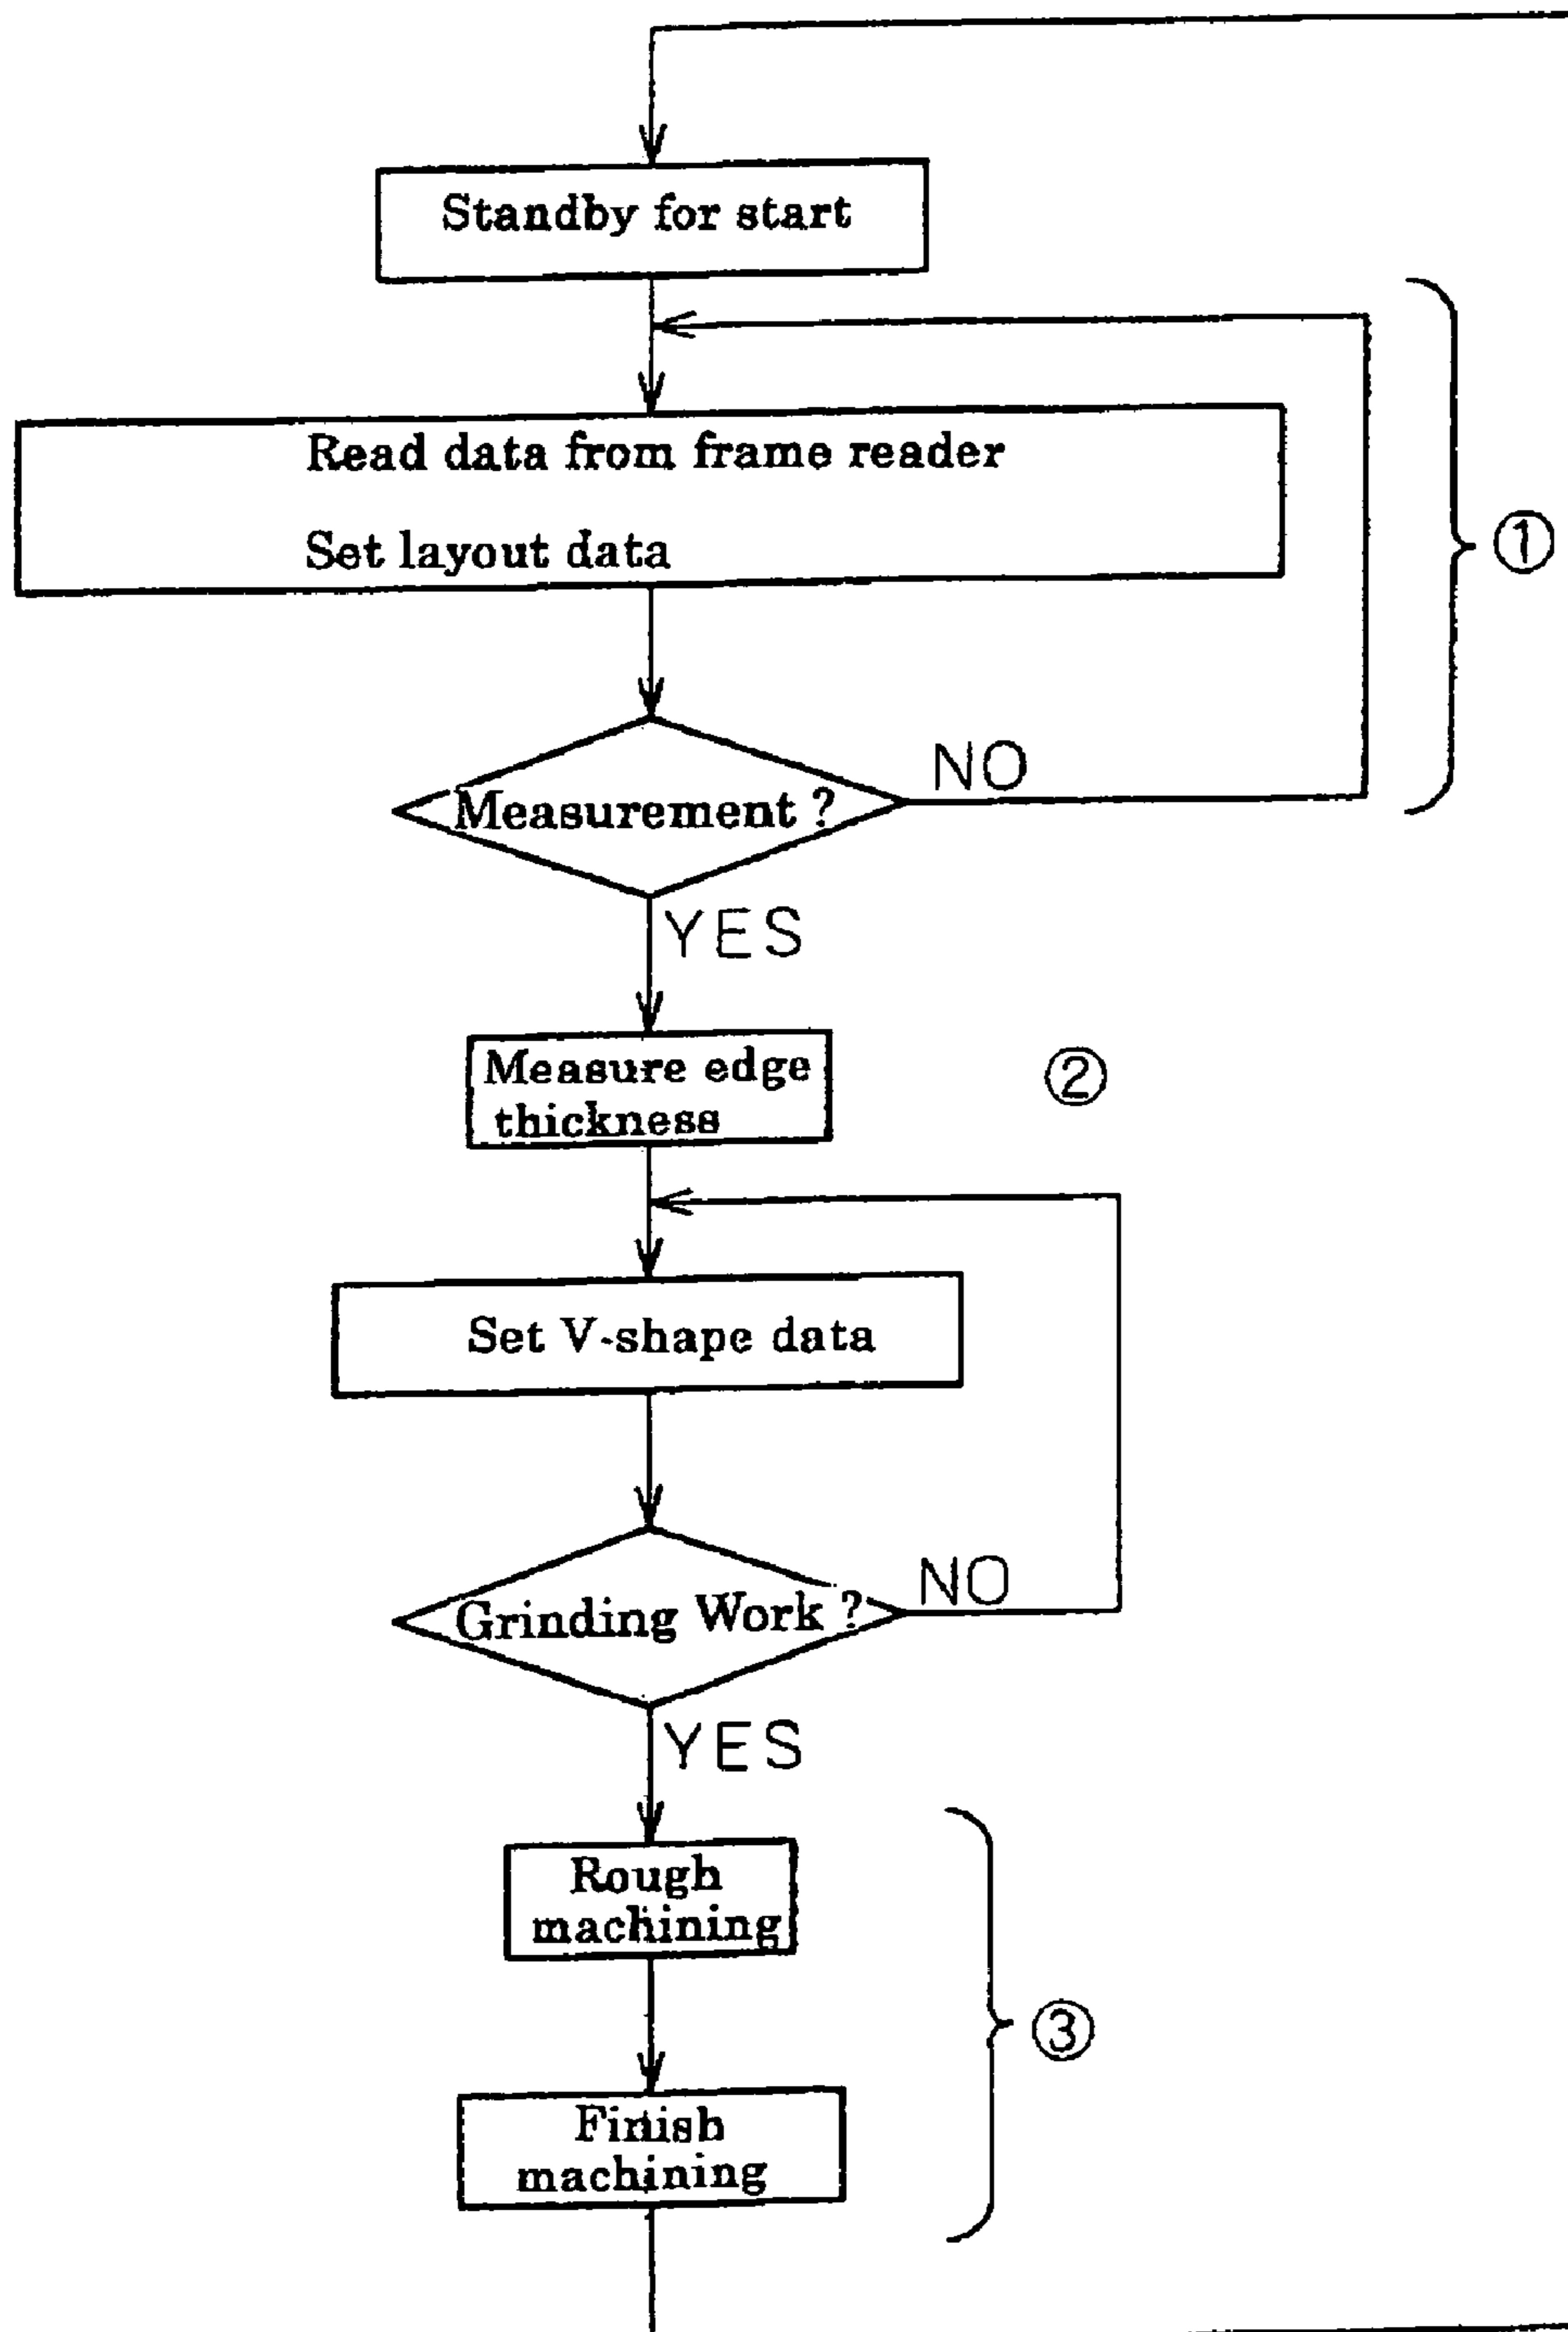 Standby for start
Read data from frame reader
Set layout data
①
Measurement ?
NO
YES
Measure edge
thickness
②
Set V-shape data
Grinding Work ?
NO
YES
Rough
machining
③
Finish
machining